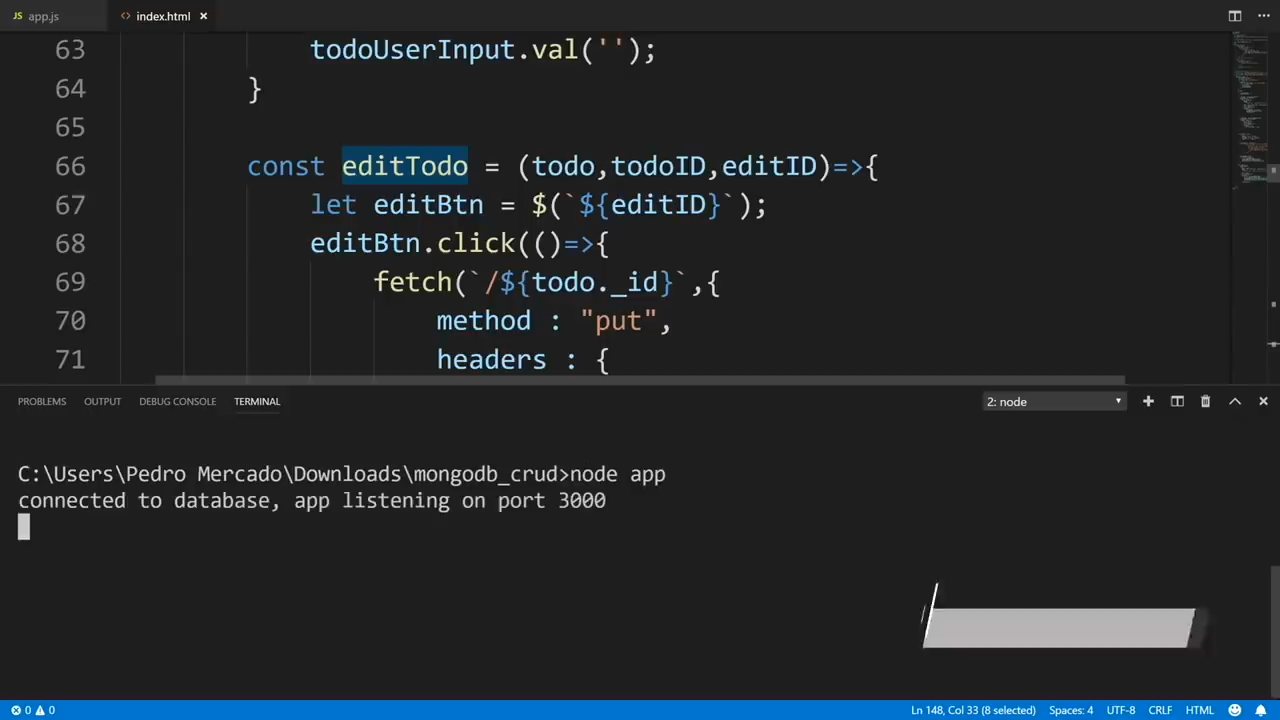 JS app.js
<> index.html ×
63 todoUserInput.val('');
64 }
65
66 const editTodo = (todo,todoID,editID)=>{
67 let editBtn = $(`${editID}`);
68 editBtn.click(()=>{
69 fetch(`/${todo._id}`,{
70 method : "put",
71 headers : {
PROBLEMS OUTPUT DEBUG CONSOLE TERMINAL 2: node
C:\Users\Pedro Mercado\Downloads\mongodb_crud>node app
connected to database, app listening on port 3000
0 0 Ln 148, Col 33 (8 selected) Spaces: 4 UTF-8 CRLF HTML